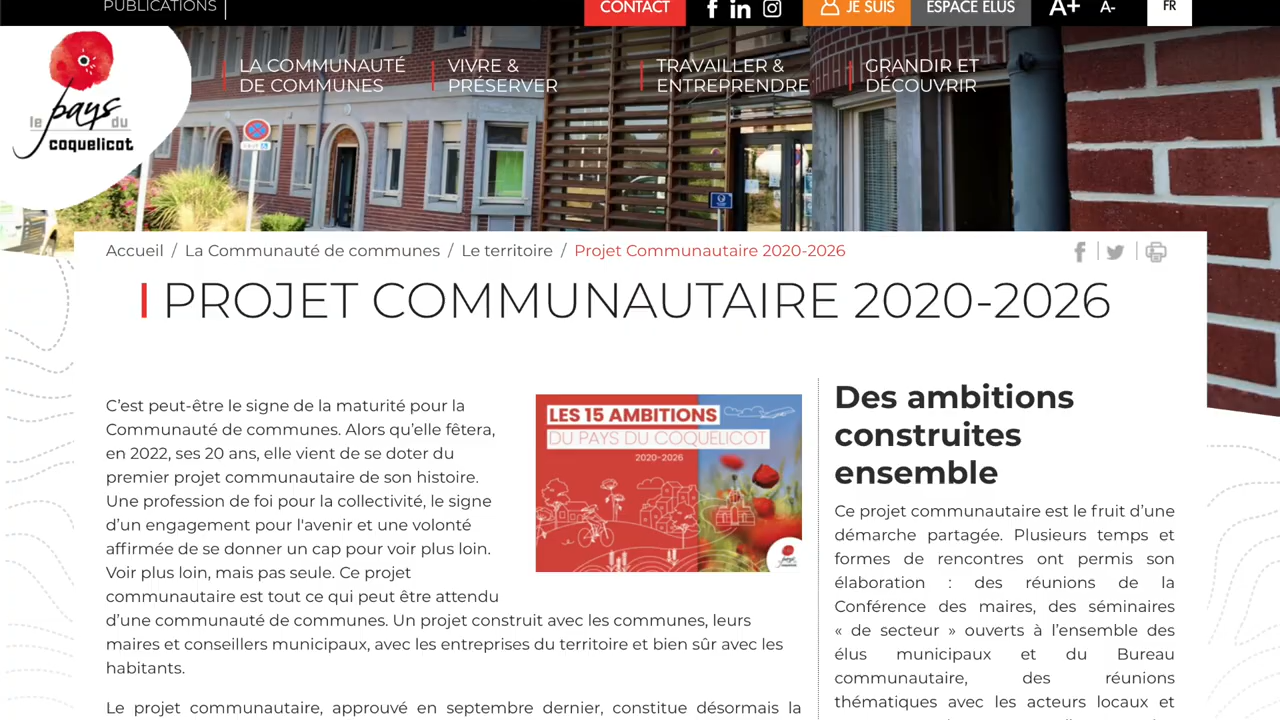 PUBLICATIONS
CONTACT
JE SUIS
ESPACE ÉLUS
A+
A-
FR
le pays du
coquelicot
LA COMMUNAUTÉ
DE COMMUNES
VIVRE &
PRÉSERVER
TRAVAILLER &
ENTREPRENDRE
GRANDIR ET
DÉCOUVRIR
Accueil / La Communauté de communes / Le territoire / Projet Communautaire 2020-2026
PROJET COMMUNAUTAIRE 2020-2026
C’est peut-être le signe de la maturité pour la
Communauté de communes. Alors qu’elle fêtera,
en 2022, ses 20 ans, elle vient de se doter du
premier projet communautaire de son histoire.
Une profession de foi pour la collectivité, le signe
d’un engagement pour l'avenir et une volonté
affirmée de se donner un cap pour voir plus loin.
Voir plus loin, mais pas seule. Ce projet
communautaire est tout ce qui peut être attendu
d’une communauté de communes. Un projet construit avec les communes, leurs
maires et conseillers municipaux, avec les entreprises du territoire et bien sûr avec les
habitants.
Le projet communautaire, approuvé en septembre dernier, constitue désormais la
LES 15 AMBITIONS
DU PAYS DU COQUELICOT
2020-2026
Des ambitions
construites
ensemble
Ce projet communautaire est le fruit d’une
démarche partagée. Plusieurs temps et
formes de rencontres ont permis son
élaboration : des réunions de la
Conférence des maires, des séminaires
« de secteur » ouverts à l’ensemble des
élus municipaux et du Bureau
communautaire, des réunions
thématiques avec les acteurs locaux et